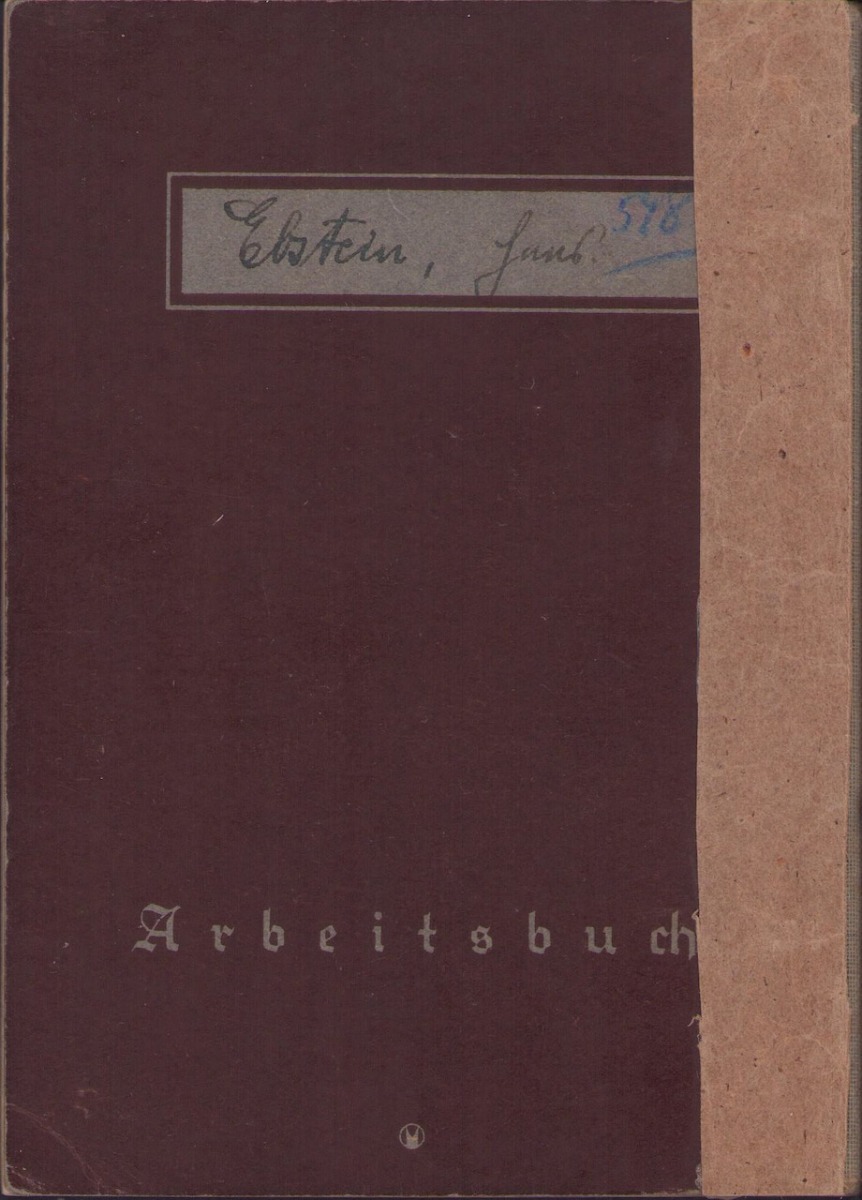 Ebstein, Hans.
578
Arbeitsbuch